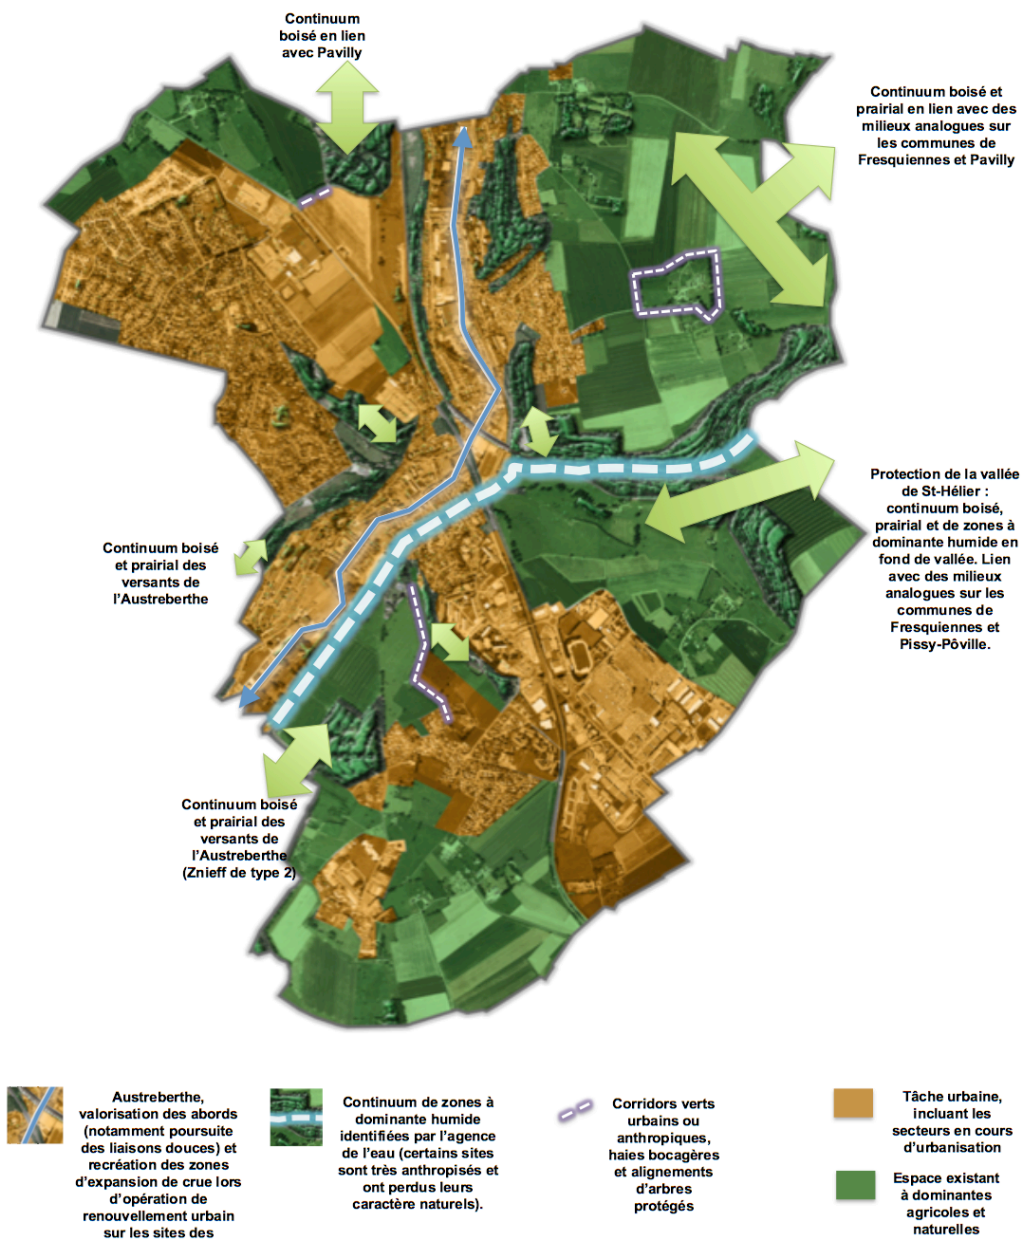 Continuum
boisé en lien
avec Pavilly
Continuum boisé et
prairial en lien avec des
milieux analogues sur
les communes de
Fresquiennes et Pavilly
Protection de la vallée
de St-Hélier :
continuum boisé,
prairial et de zones à
dominante humide en
fond de vallée. Lien
avec des milieux
analogues sur les
communes de
Fresquiennes et
Pissy-Pôville.
Continuum boisé
et prairial des
versants de
l'Austreberthe
Continuum boisé
et prairial des
versants de
l'Austreberthe
(Znieff de type 2)
Austreberthe,
valorisation des abords
(notamment poursuite
des liaisons douces) et
recréation des zones
d'expansion de crue lors
d'opération de
renouvellement urbain
sur les sites des
Continuum de zones à
dominante humide
identifiées par l'agence
de l'eau (certains sites
sont très anthropisés et
ont perdus leurs
caractère naturels).
Corridors verts
urbains ou
anthropiques,
haies bocagères
et alignements
d'arbres
protégés
Tâche urbaine,
incluant les
secteurs en cours
d'urbanisation
Espace existant
à dominantes
agricoles et
naturelles